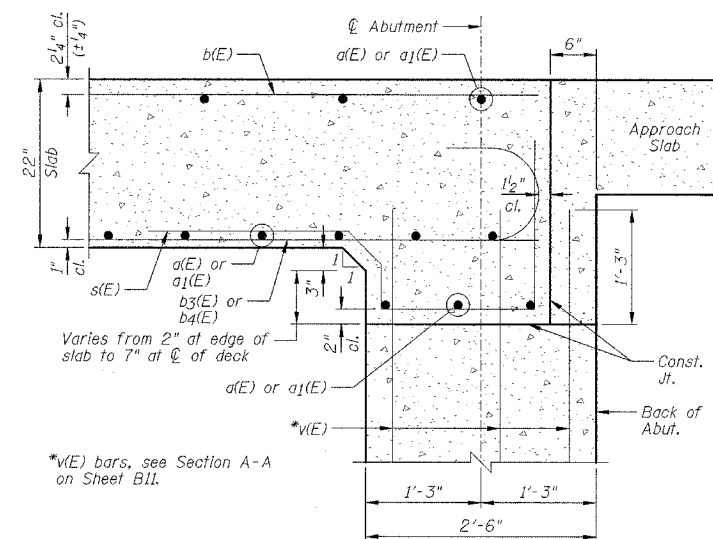 ℄ Abutment
2¼" cl.
(±¼")
b(E)
a(E) or a1(E)
6"
22"
Slab
Approach
Slab
1½"
cl.
1'-3"
1"
cl.
s(E)
a(E) or
a1(E)
b3(E) or
b4(E)
3"
1
1
Varies from 2" at edge of
slab to 7" at ℄ of deck
2"
cl.
a(E) or a1(E)
Const.
Jt.
Back of
Abut.
*v(E)
*v(E) bars, see Section A-A
on Sheet B11.
1'-3"
1'-3"
2'-6"